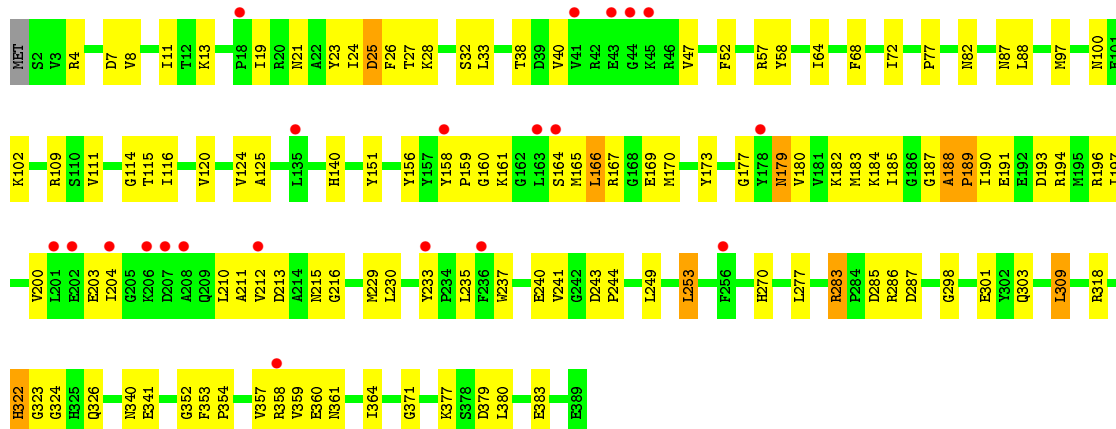 MET S2 V3 R4 D7 V8 I11 T12 K13 P18 I19 R20 N21 A22 Y23 I24 D25 F26 T27 K28 S32 L33 T38 D39 V40 V41 R42 E43 G44 K45 R46 V47 F52 R57 Y58 I64 F68 I72 P77 N82 N87 L88 M97 N100 E101
K102 R109 S110 V111 G114 T115 I116 V120 V124 A125 L135 H140 Y151 Y156 Y157 Y158 P159 G160 K161 G162 L163 S164 M165 L166 R167 G168 E169 M170 Y173 G177 Y178 N179 V180 V181 K182 M183 K184 I185 G186 G187 A188 P189 I190 E191 E192 D193 R194 M195 R196 I197
V200 L201 E202 E203 I204 G205 K206 D207 A208 Q209 L210 A211 V212 D213 A214 N215 G216 M229 L230 Y233 P234 L235 F236 W237 E240 V241 G242 D243 P244 L249 L253 F256 H270 L277 R283 P284 D285 R286 D287 G298 E301 Y302 Q303 L309 R318
H322 G323 G324 H325 Q326 N340 E341 G352 F353 P354 V357 R358 V359 E360 N361 I364 G371 K377 S378 D379 L380 E383 E389